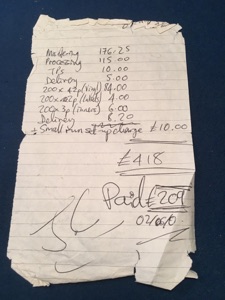 Mastering 176.25
Processing 115.00
TPs 10.00
Delivery 5.00
200 x 42p (Vinyl) 84.00
200 x 2p (labels) 4.00
200 x 3p (inners) 6.00
Delivery 8.20
+ Small run set-up charge £10.00
£418
Paid £209